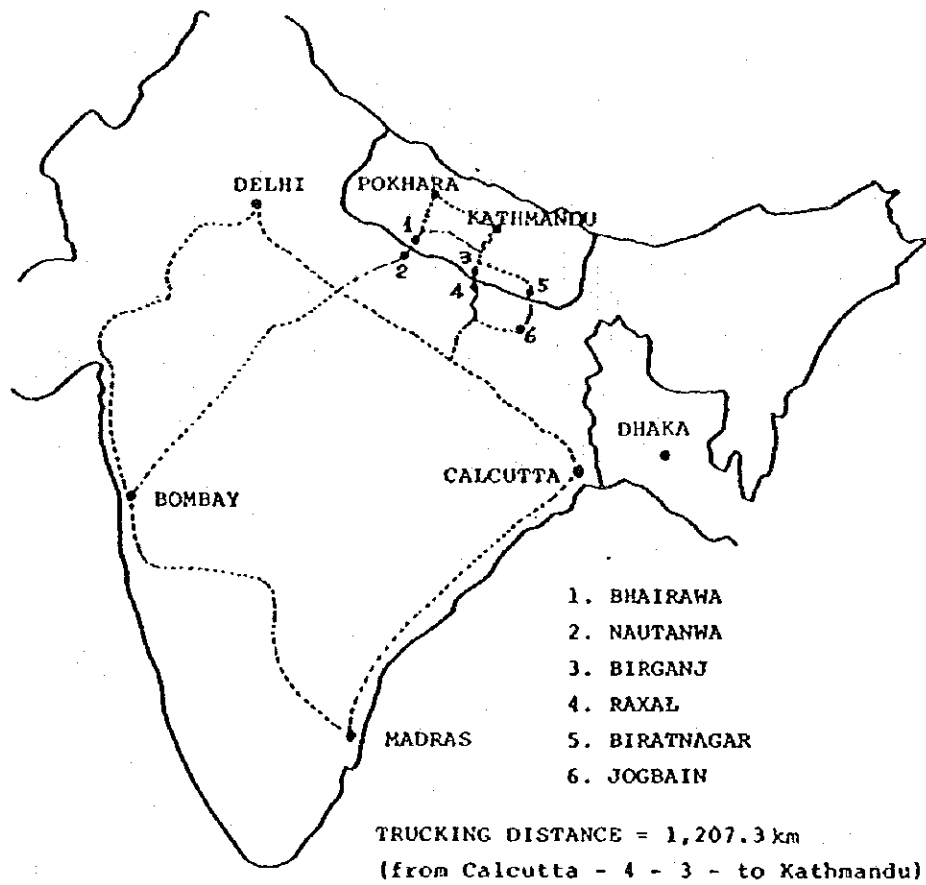 DELHI
POKHARA
KATHMANDU
1
2
3
4
5
6
DHAKA
CALCUTTA
BOMBAY
MADRAS
1. BHAIRAWA
2. NAUTANWA
3. BIRGANJ
4. RAXAL
5. BIRATNAGAR
6. JOGBAIN
TRUCKING DISTANCE = 1,207.3 km
(from Calcutta - 4 - 3 - to Kathmandu)